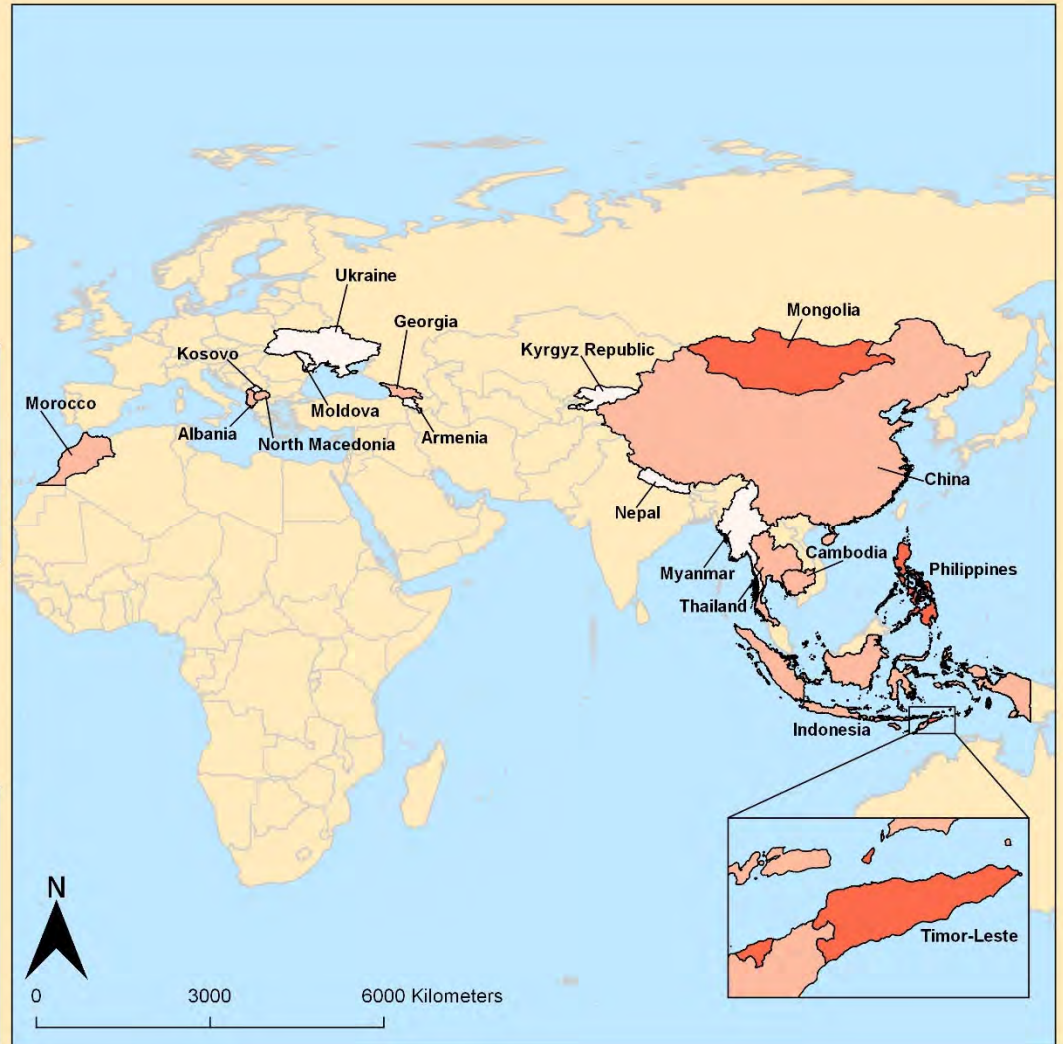 Ukraine
Georgia
Mongolia
Kosovo
Kyrgyz Republic
Morocco
Moldova
Albania
Armenia
North Macedonia
China
Nepal
Cambodia
Myanmar
Philippines
Thailand
Indonesia
N
Timor-Leste
0 3000 6000 Kilometers